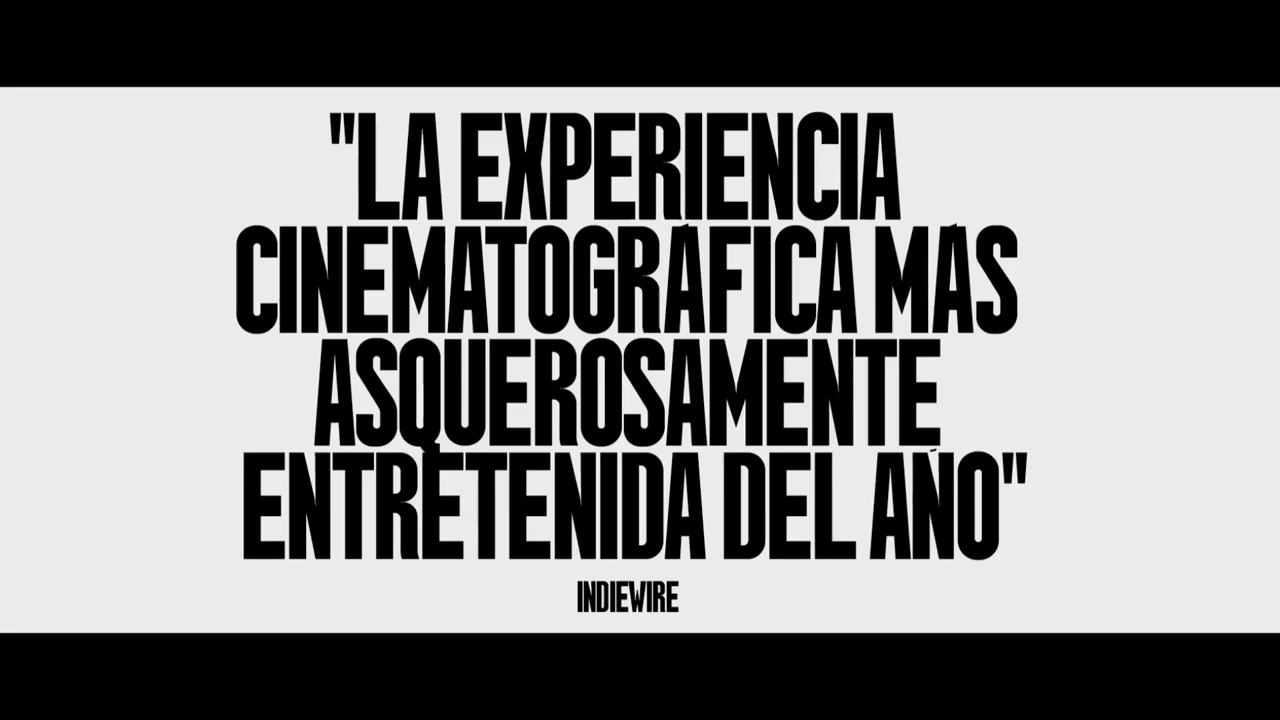 "LA EXPERIENCIA
CINEMATOGRÁFICA MÁS
ASQUEROSAMENTE
ENTRETENIDA DEL AÑO"
INDIEWIRE